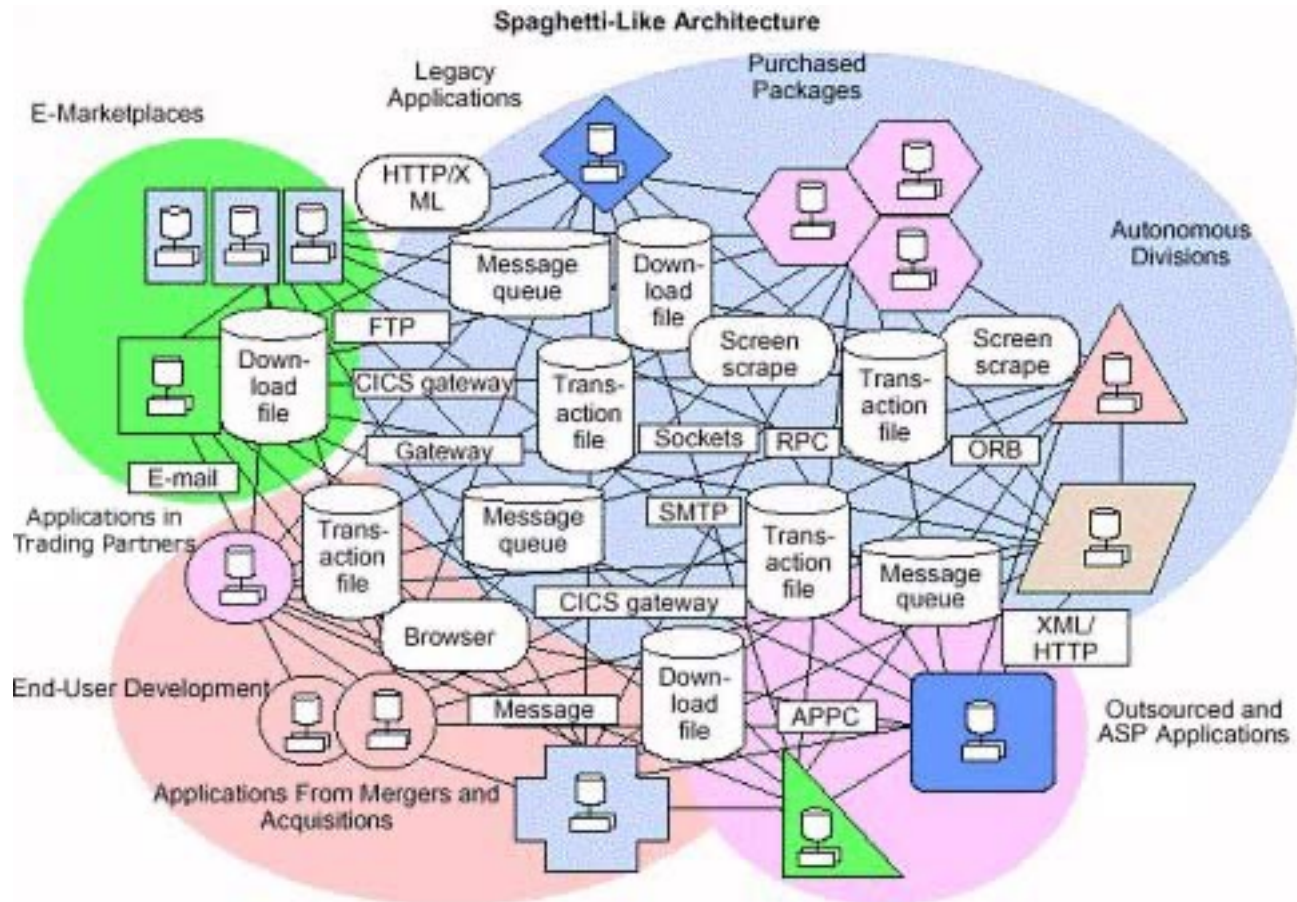 Spaghetti-Like Architecture
Legacy
Applications
Purchased
Packages
E-Marketplaces
HTTP/X
ML
Autonomous
Divisions
Message
queue
Down-
load
file
FTP
Down-
load
file
Screen
scrape
Screen
scrape
CICS gateway
Trans-
action
file
Trans-
action
file
Gateway
Sockets
RPC
ORB
E-mail
Applications in
Trading Partners
Trans-
action
file
Message
queue
SMTP
Trans-
action
file
Message
queue
CICS gateway
Browser
XML/
HTTP
End-User Development
Down-
load
file
Message
APPC
Outsourced and
ASP Applications
Applications From Mergers and
Acquisitions